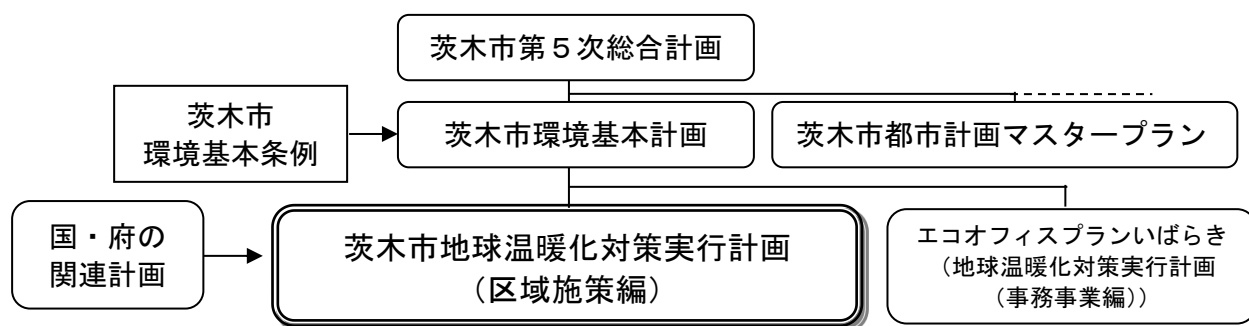 茨木市第５次総合計画
茨木市
環境基本条例
茨木市環境基本計画
茨木市都市計画マスタープラン
国・府の
関連計画
茨木市地球温暖化対策実行計画
（区域施策編）
エコオフィスプランいばらき
（地球温暖化対策実行計画
（事務事業編））